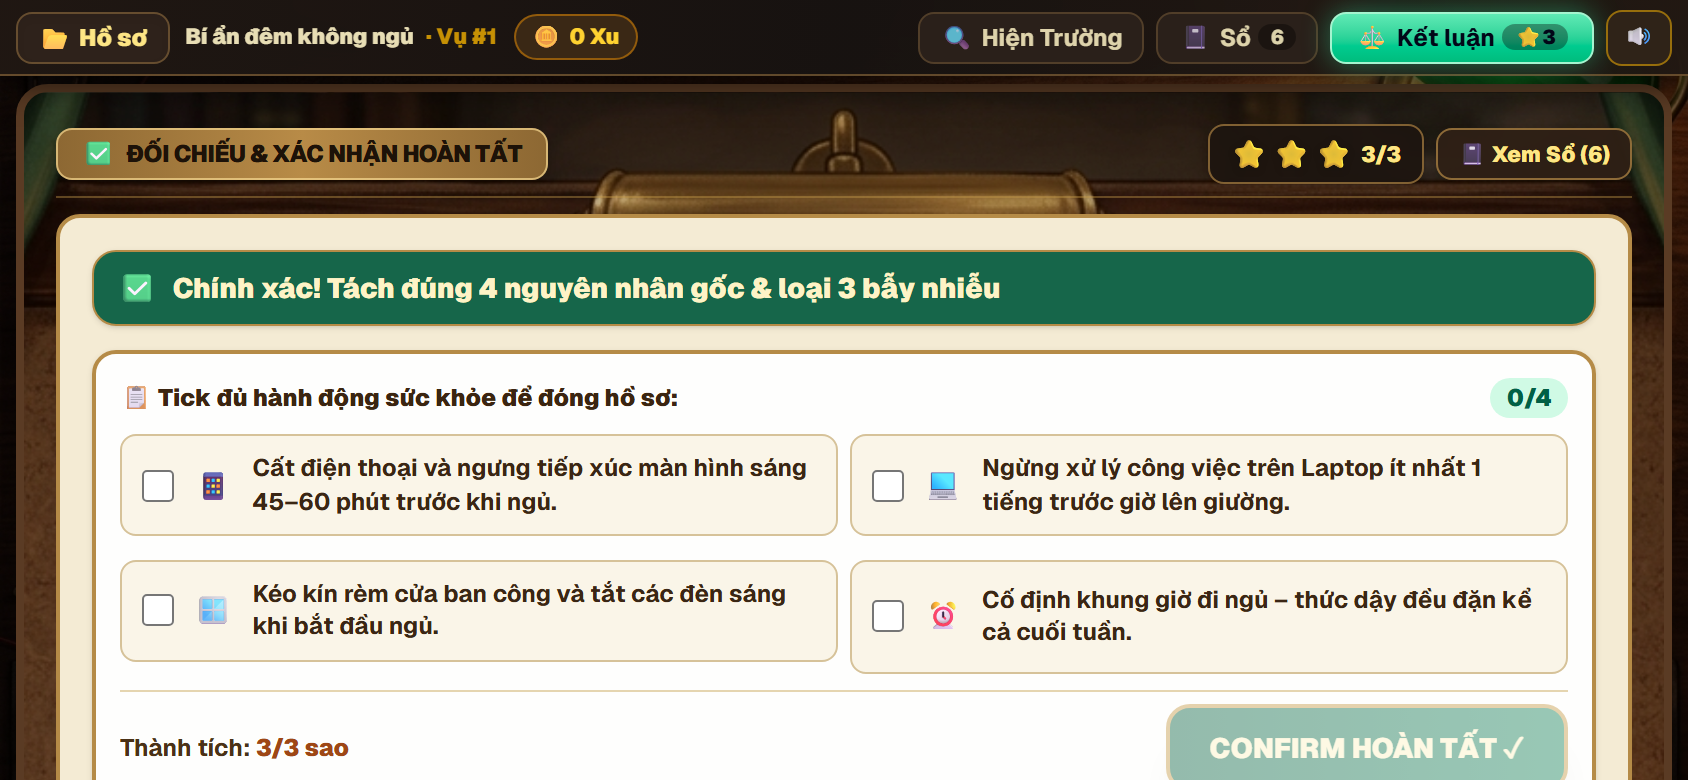 Hồ sơ
Bí ẩn đêm không ngủ · Vụ #1
0 Xu
Hiện Trường
Sổ 6
Kết luận 3
ĐỐI CHIẾU & XÁC NHẬN HOÀN TẤT
3/3
Xem Sổ (6)
Chính xác! Tách đúng 4 nguyên nhân gốc & loại 3 bẫy nhiễu
Tick đủ hành động sức khỏe để đóng hồ sơ:
0/4
Cất điện thoại và ngưng tiếp xúc màn hình sáng
45–60 phút trước khi ngủ.
Ngừng xử lý công việc trên Laptop ít nhất 1
tiếng trước giờ lên giường.
Kéo kín rèm cửa ban công và tắt các đèn sáng
khi bắt đầu ngủ.
Cố định khung giờ đi ngủ – thức dậy đều đặn kể
cả cuối tuần.
Thành tích: 3/3 sao
CONFIRM HOÀN TẤT ✓